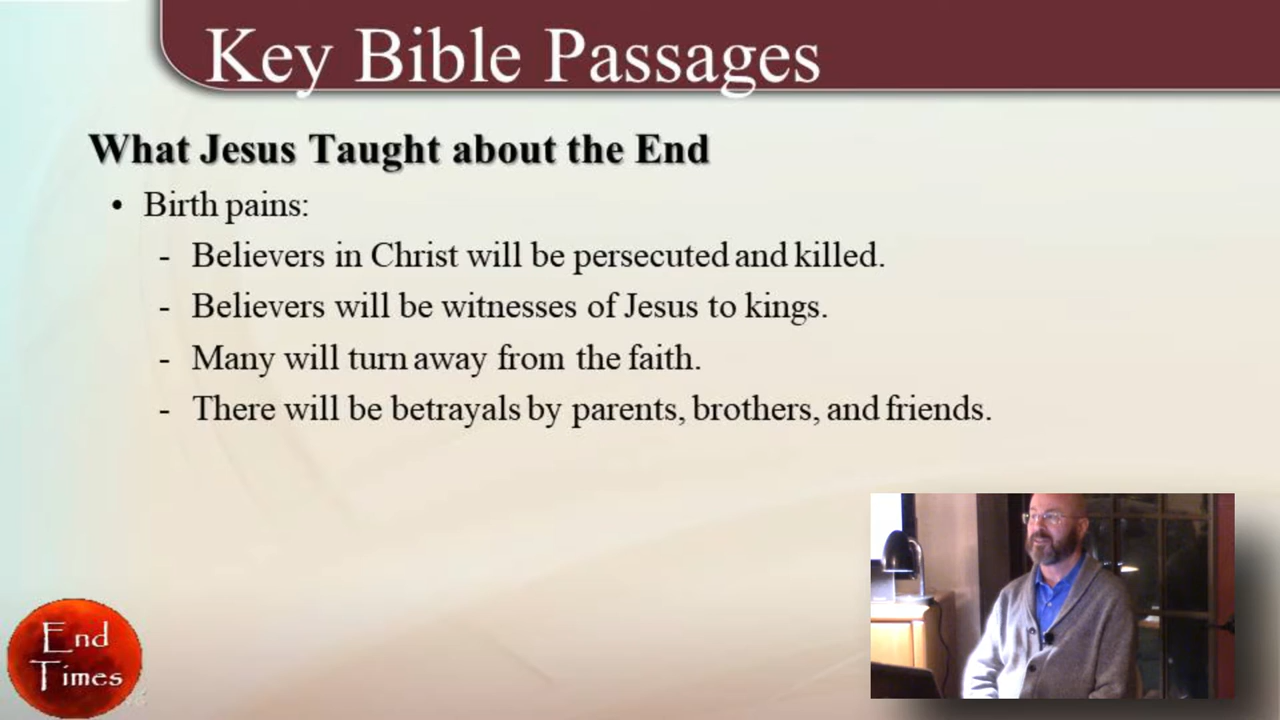 Key Bible Passages
What Jesus Taught about the End
• Birth pains:
- Believers in Christ will be persecuted and killed.
- Believers will be witnesses of Jesus to kings.
- Many will turn away from the faith.
- There will be betrayals by parents, brothers, and friends.
End
Times